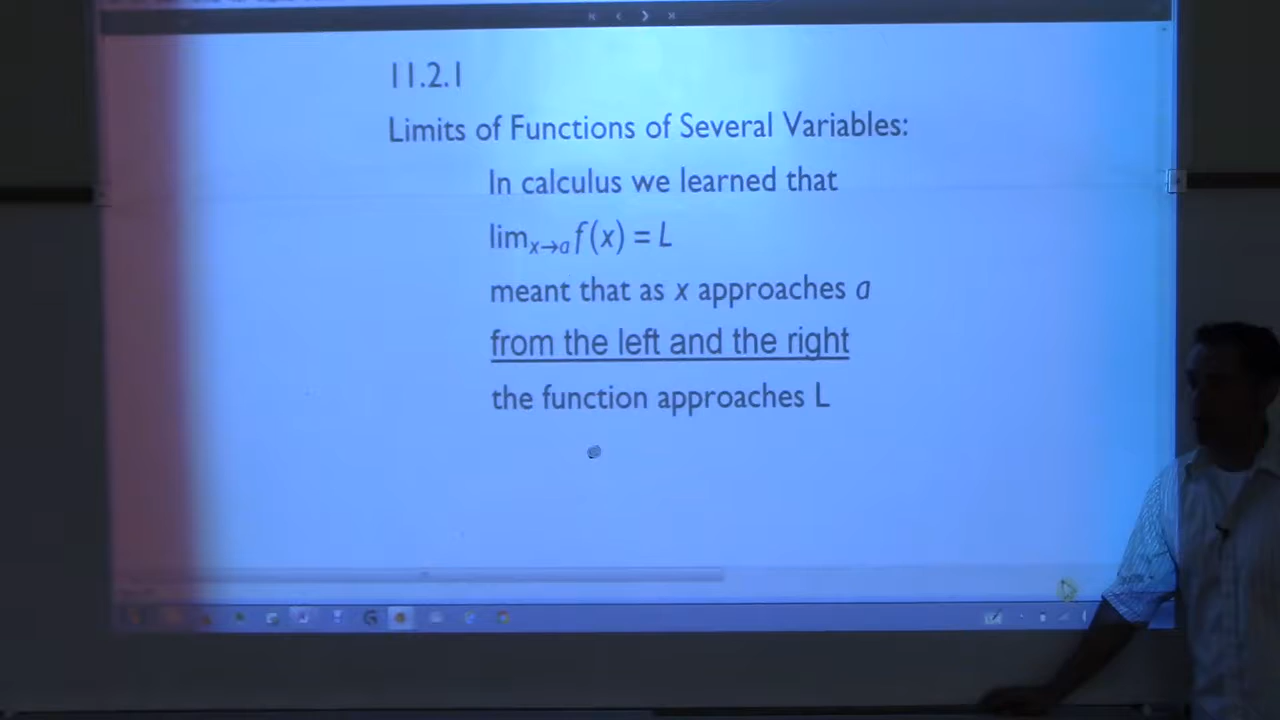 11.2.1
Limits of Functions of Several Variables:
In calculus we learned that
lim_{x→a} f(x) = L
meant that as x approaches a
from the left and the right
the function approaches L